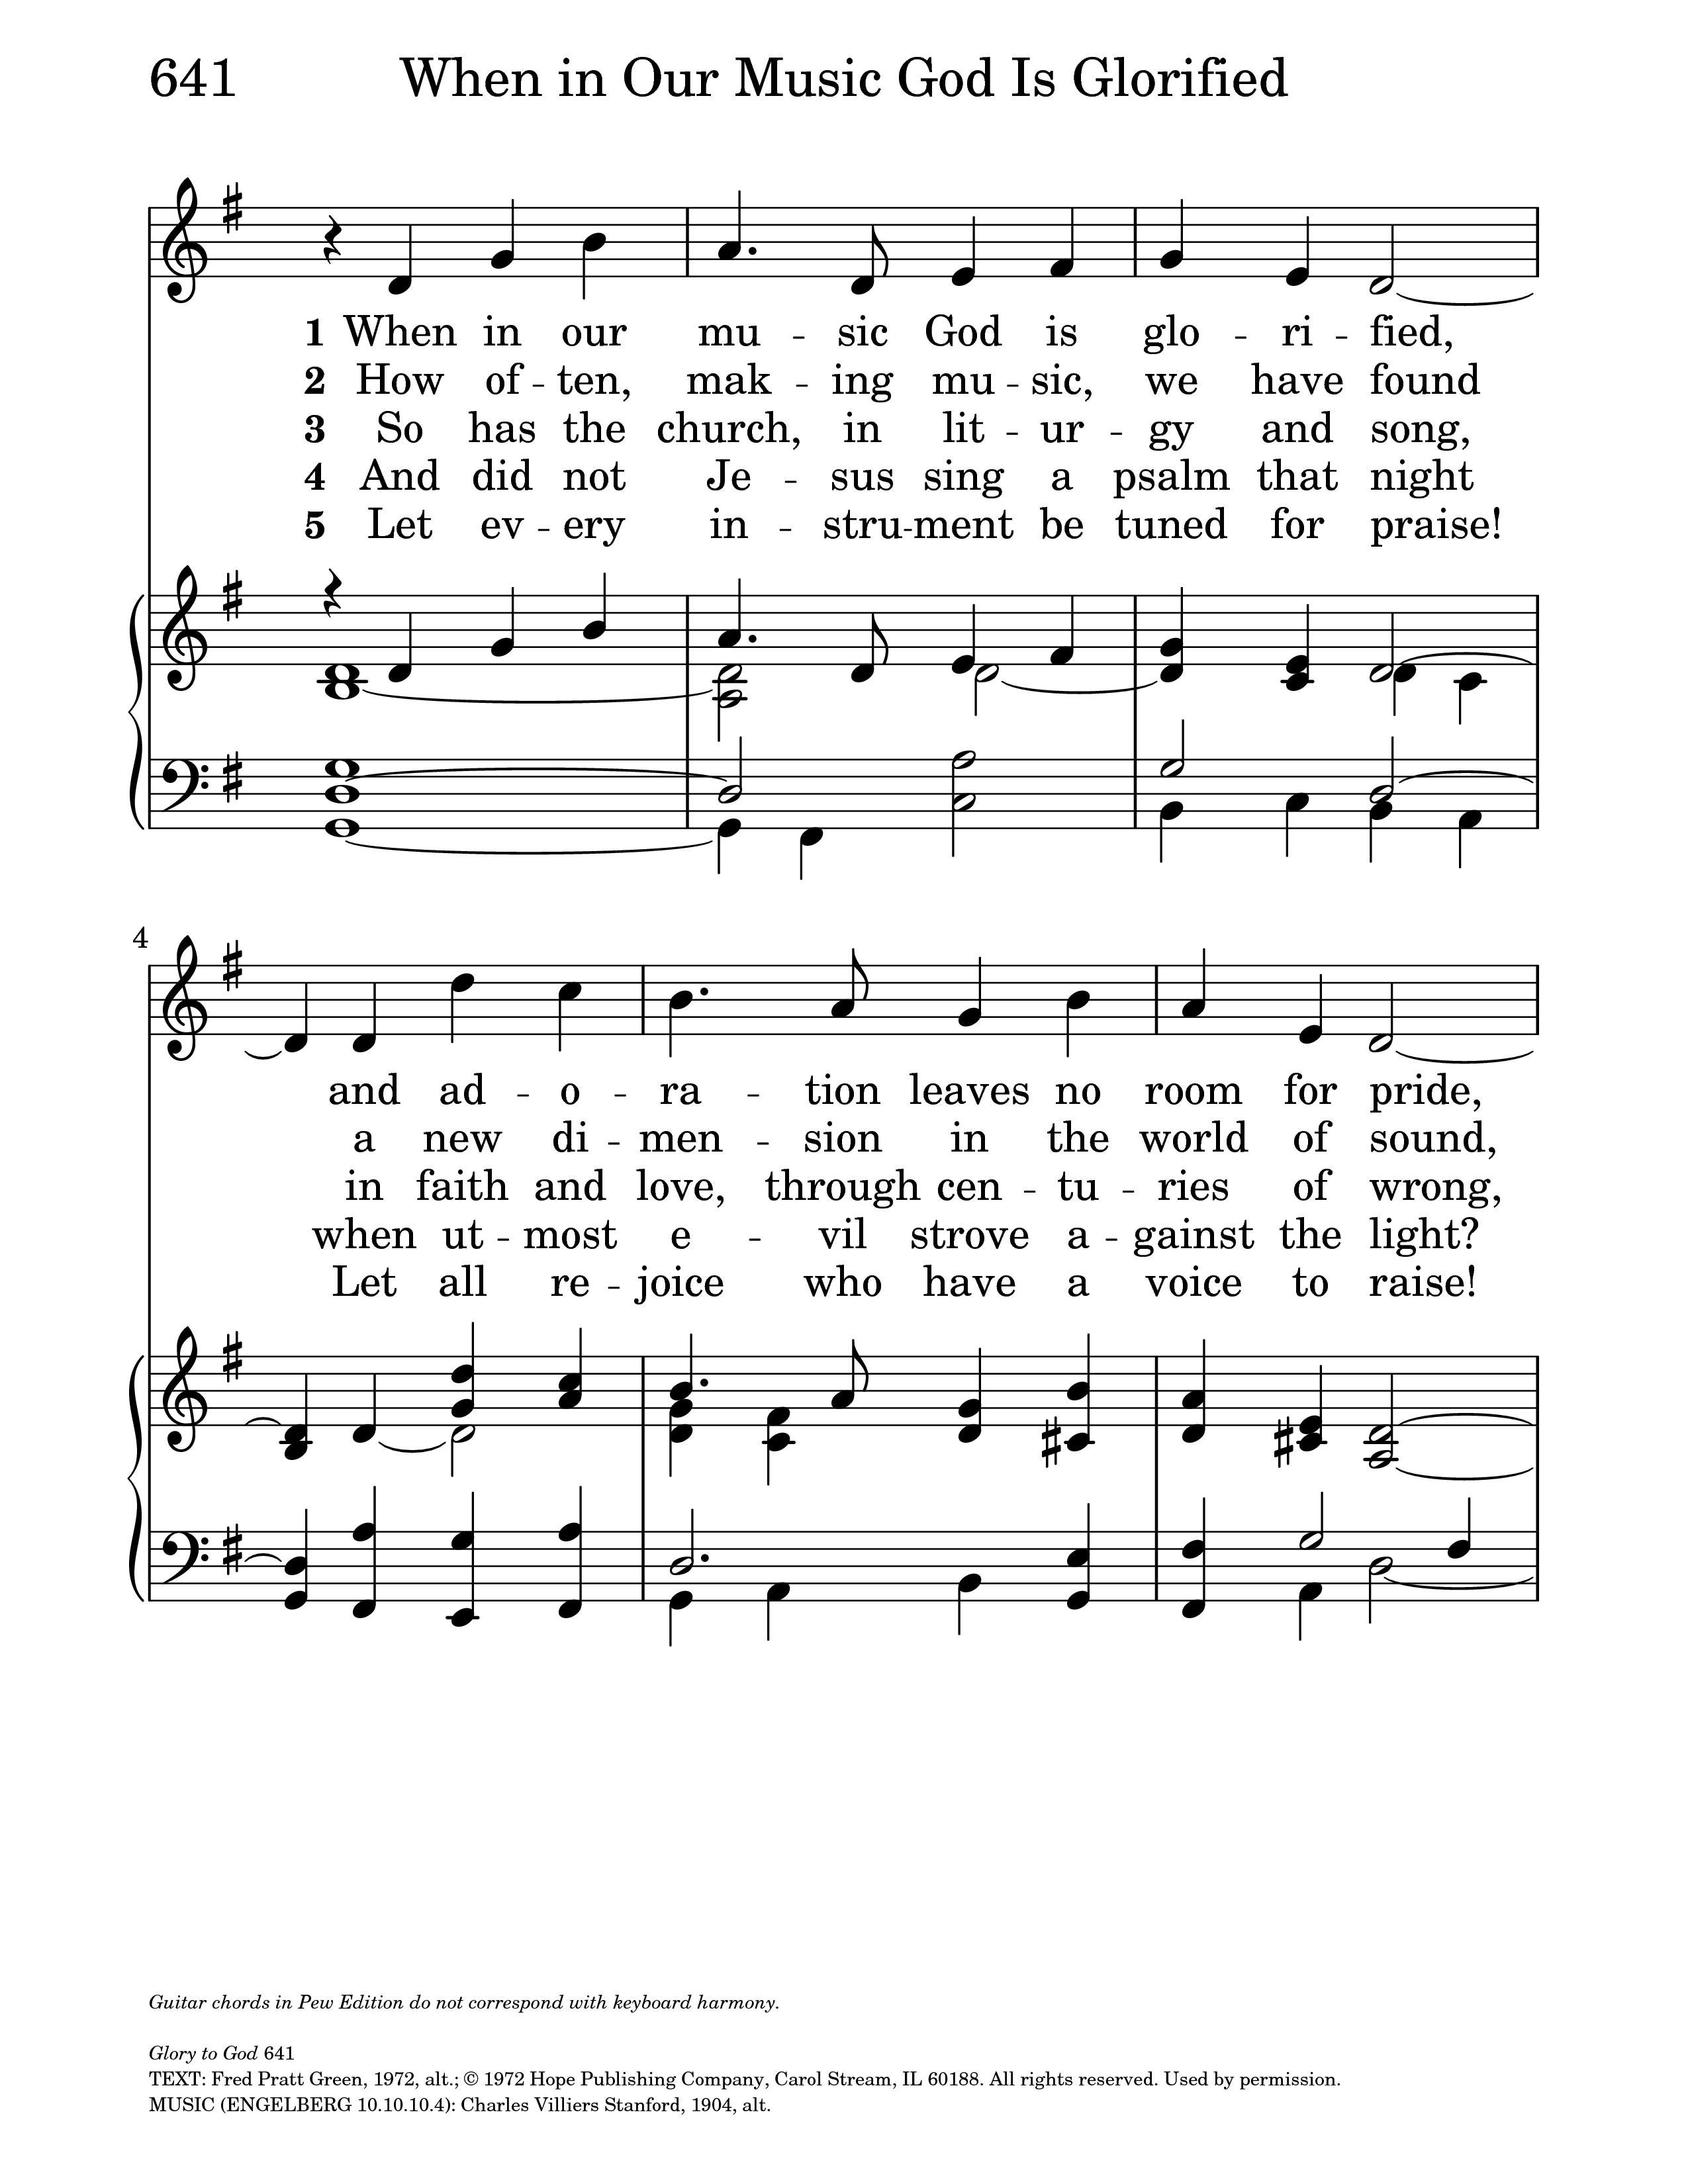 641 When in Our Music God Is Glorified
1 When in our mu - sic God is glo - ri - fied,
2 How of - ten, mak - ing mu - sic, we have found
3 So has the church, in lit - ur - gy and song,
4 And did not Je - sus sing a psalm that night
5 Let ev - ery in - stru - ment be tuned for praise!
4
and ad - o - ra - tion leaves no room for pride,
a new di - men - sion in the world of sound,
in faith and love, through cen - tu - ries of wrong,
when ut - most e - vil strove a - gainst the light?
Let all re - joice who have a voice to raise!
Guitar chords in Pew Edition do not correspond with keyboard harmony.
Glory to God 641
TEXT: Fred Pratt Green, 1972, alt.; © 1972 Hope Publishing Company, Carol Stream, IL 60188. All rights reserved. Used by permission.
MUSIC (ENGELBERG 10.10.10.4): Charles Villiers Stanford, 1904, alt.